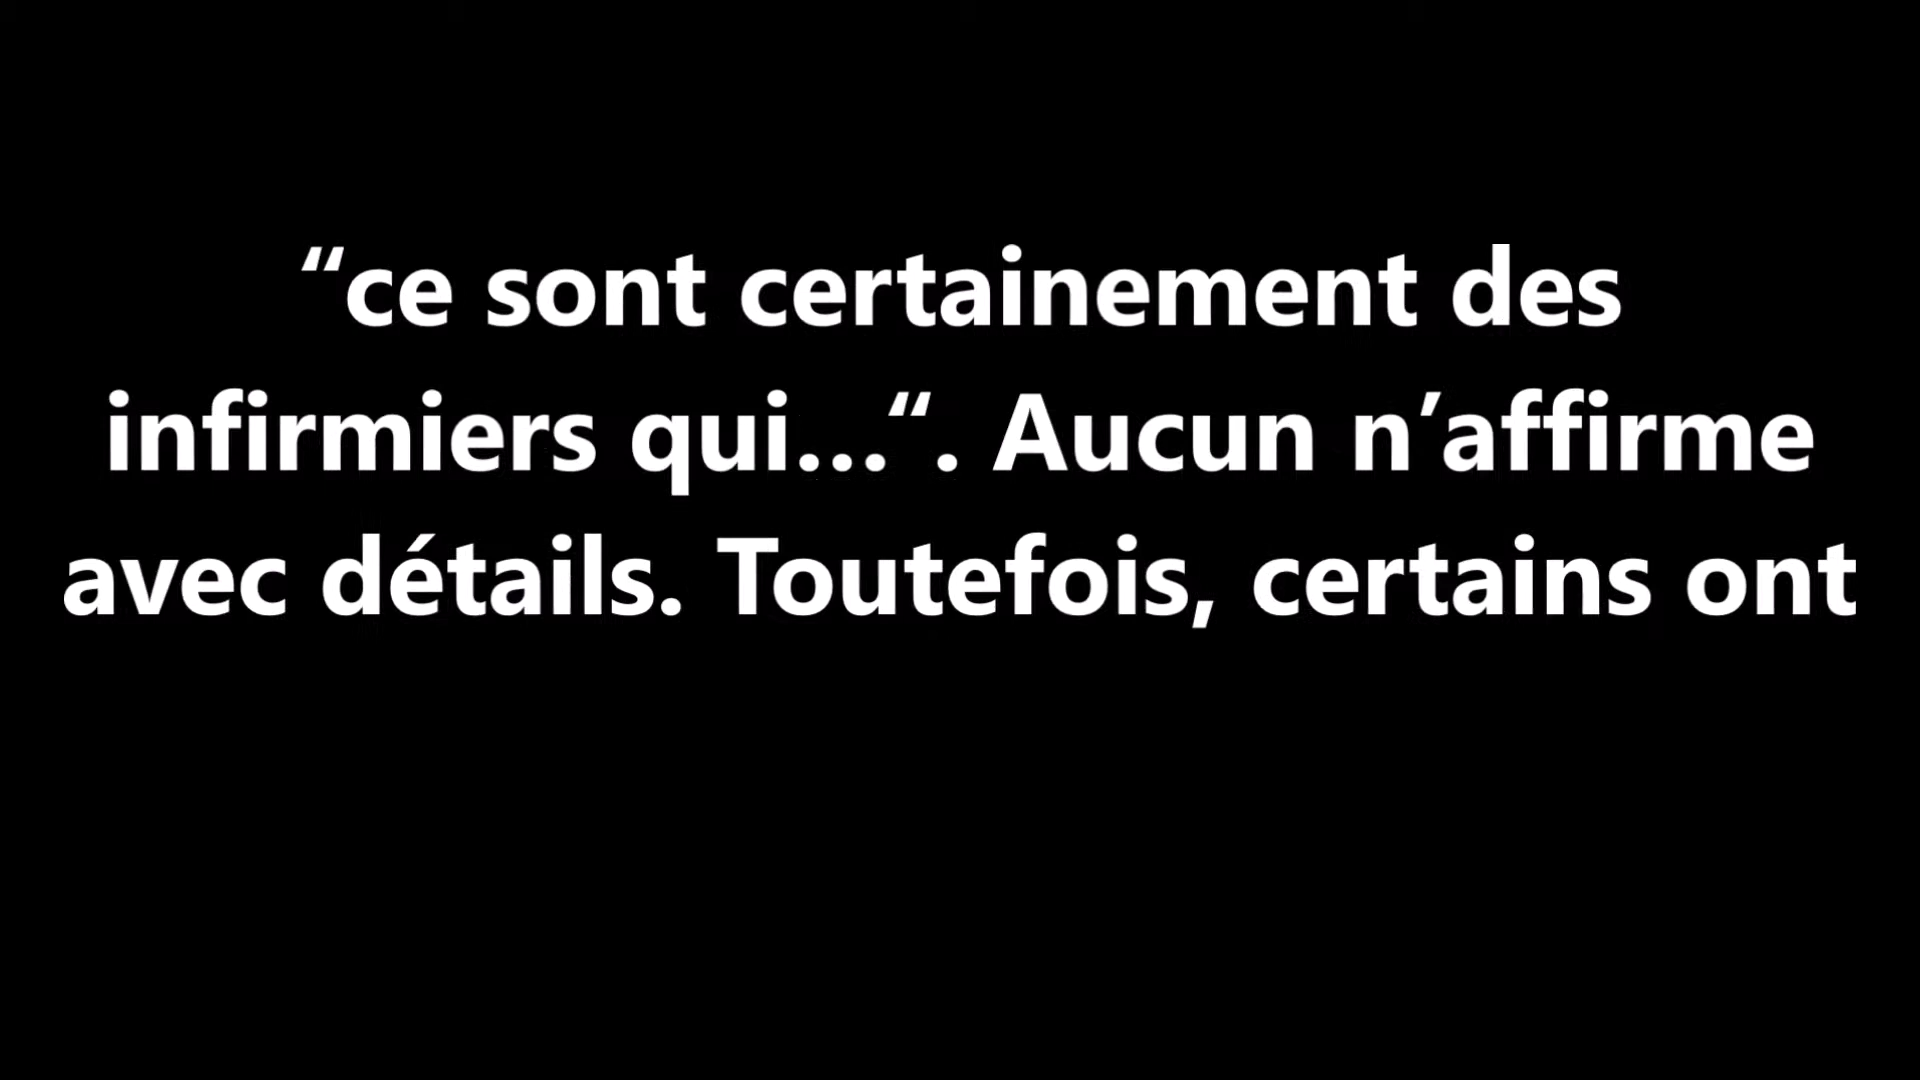 “ce sont certainement des
infirmiers qui...“. Aucun n’affirme
avec détails. Toutefois, certains ont